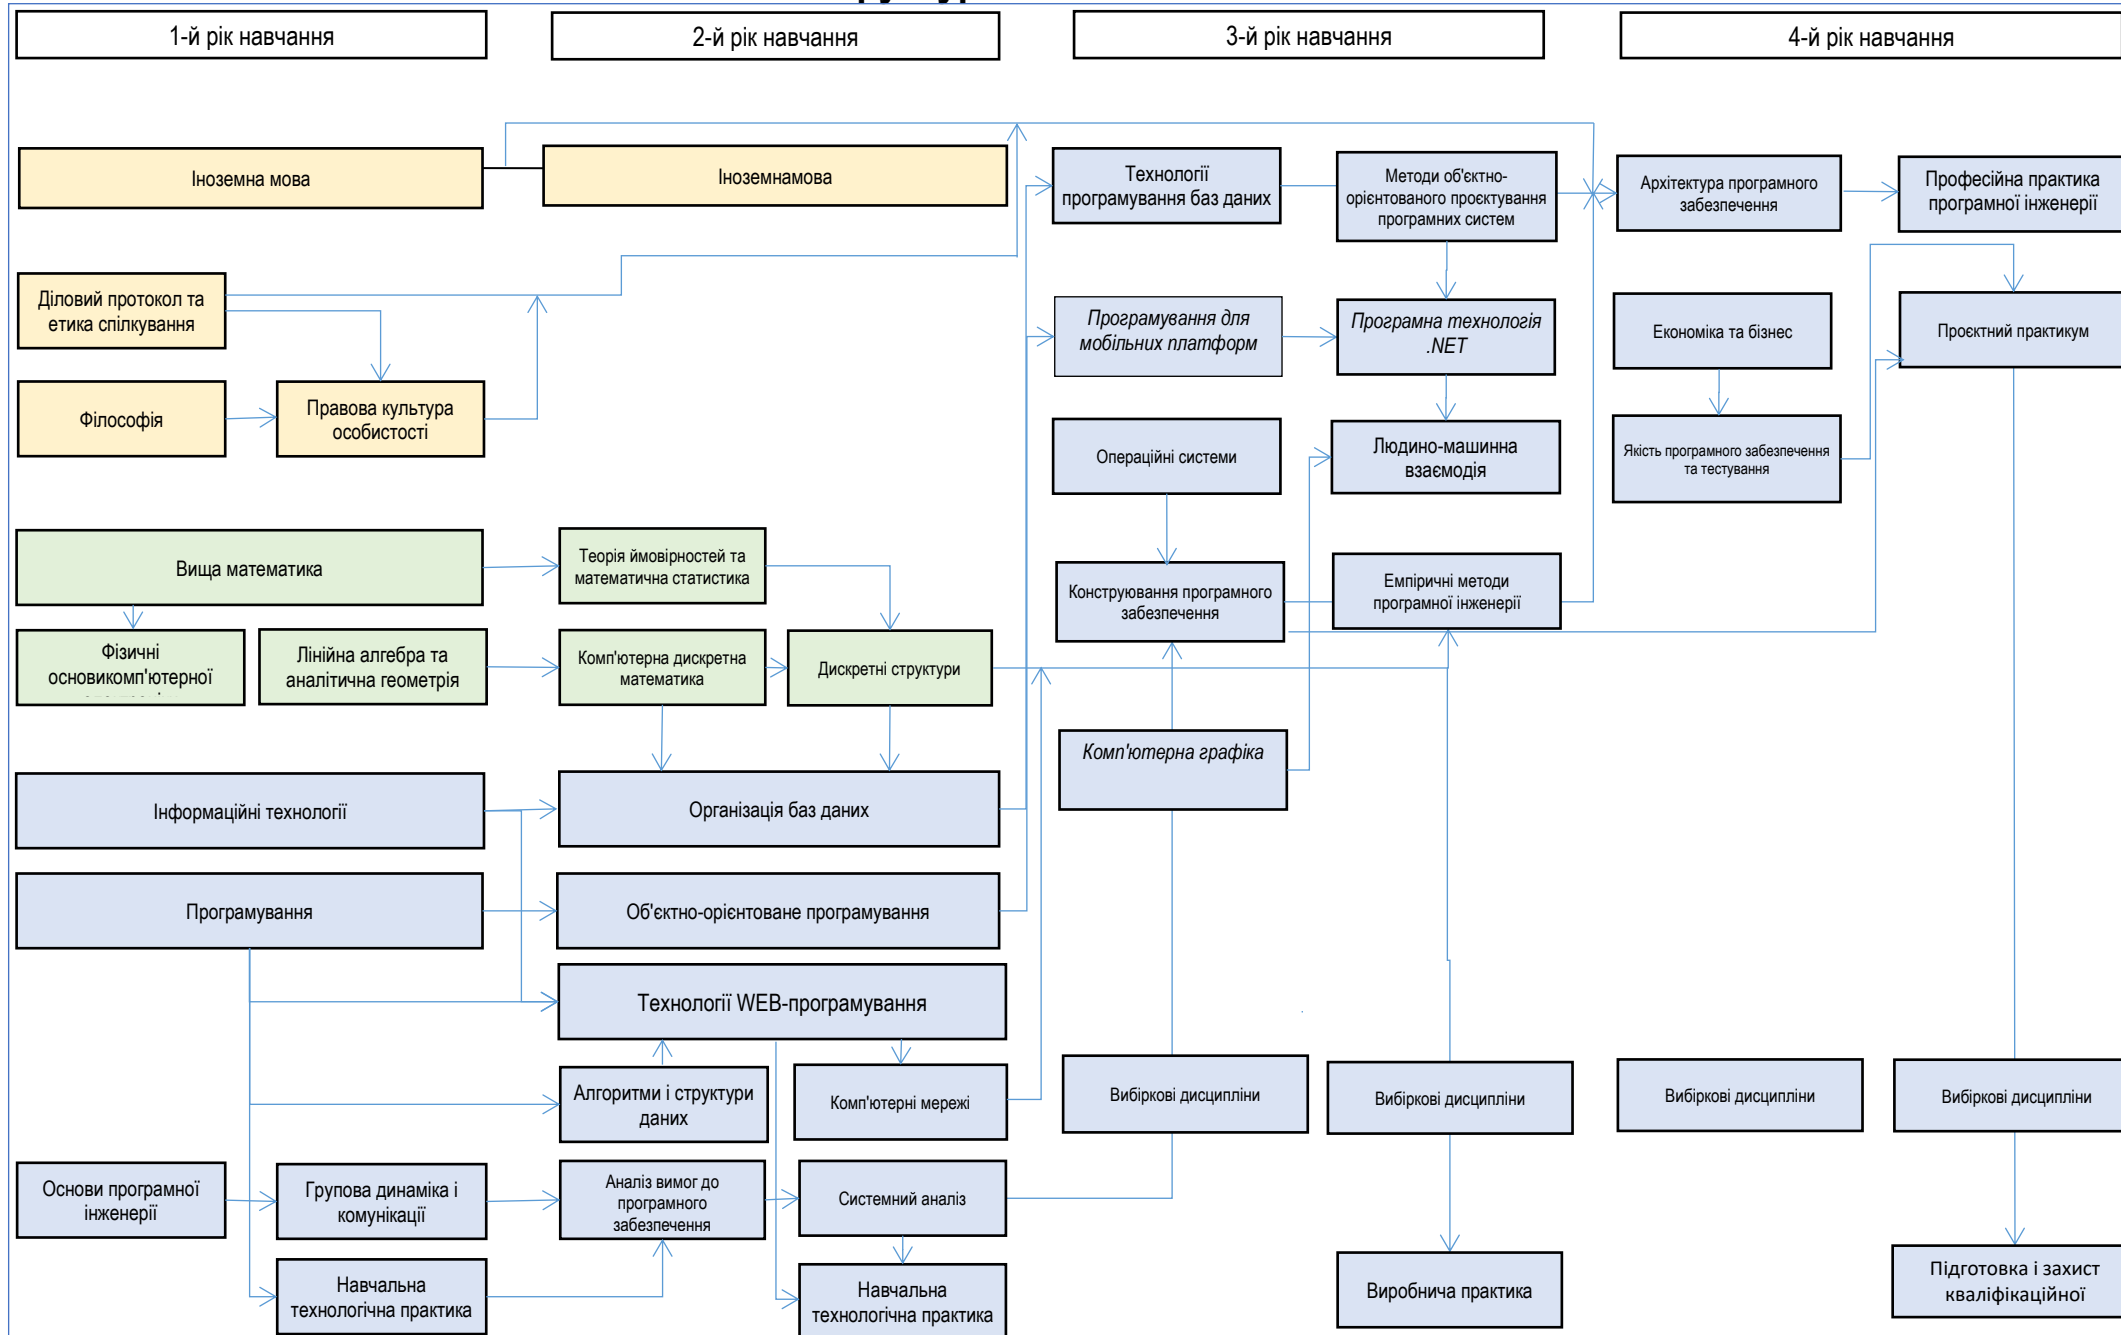 1-й рік навчання
2-й рік навчання
3-й рік навчання
4-й рік навчання
Іноземна мова
Іноземнамова
Технології
програмування баз даних
Методи об'єктно-
орієнтованого проєктування
програмних систем
Архітектура програмного
забезпечення
Професійна практика
програмної інженерії
Діловий протокол та
етика спілкування
Програмування для
мобільних платформ
Програмна технологія
.NET
Економіка та бізнес
Проєктний практикум
Філософія
Правова культура
особистості
Операційні системи
Людино-машинна
взаємодія
Якість програмного забезпечення
та тестування
Вища математика
Теорія ймовірностей та
математична статистика
Конструювання програмного
забезпечення
Емпіричні методи
програмної інженерії
Фізичні
основикомп'ютерної
Лінійна алгебра та
аналітична геометрія
Комп'ютерна дискретна
математика
Дискретні структури
Комп'ютерна графіка
Інформаційні технології
Організація баз даних
Програмування
Об'єктно-орієнтоване програмування
Технології WEB-програмування
Алгоритми і структури
даних
Комп'ютерні мережі
Вибіркові дисципліни
Вибіркові дисципліни
Вибіркові дисципліни
Вибіркові дисципліни
Основи програмної
інженерії
Групова динаміка і
комунікації
Аналіз вимог до
програмного
забезпечення
Системний аналіз
Навчальна
технологічна практика
Навчальна
технологічна практика
Виробнича практика
Підготовка і захист
кваліфікаційної